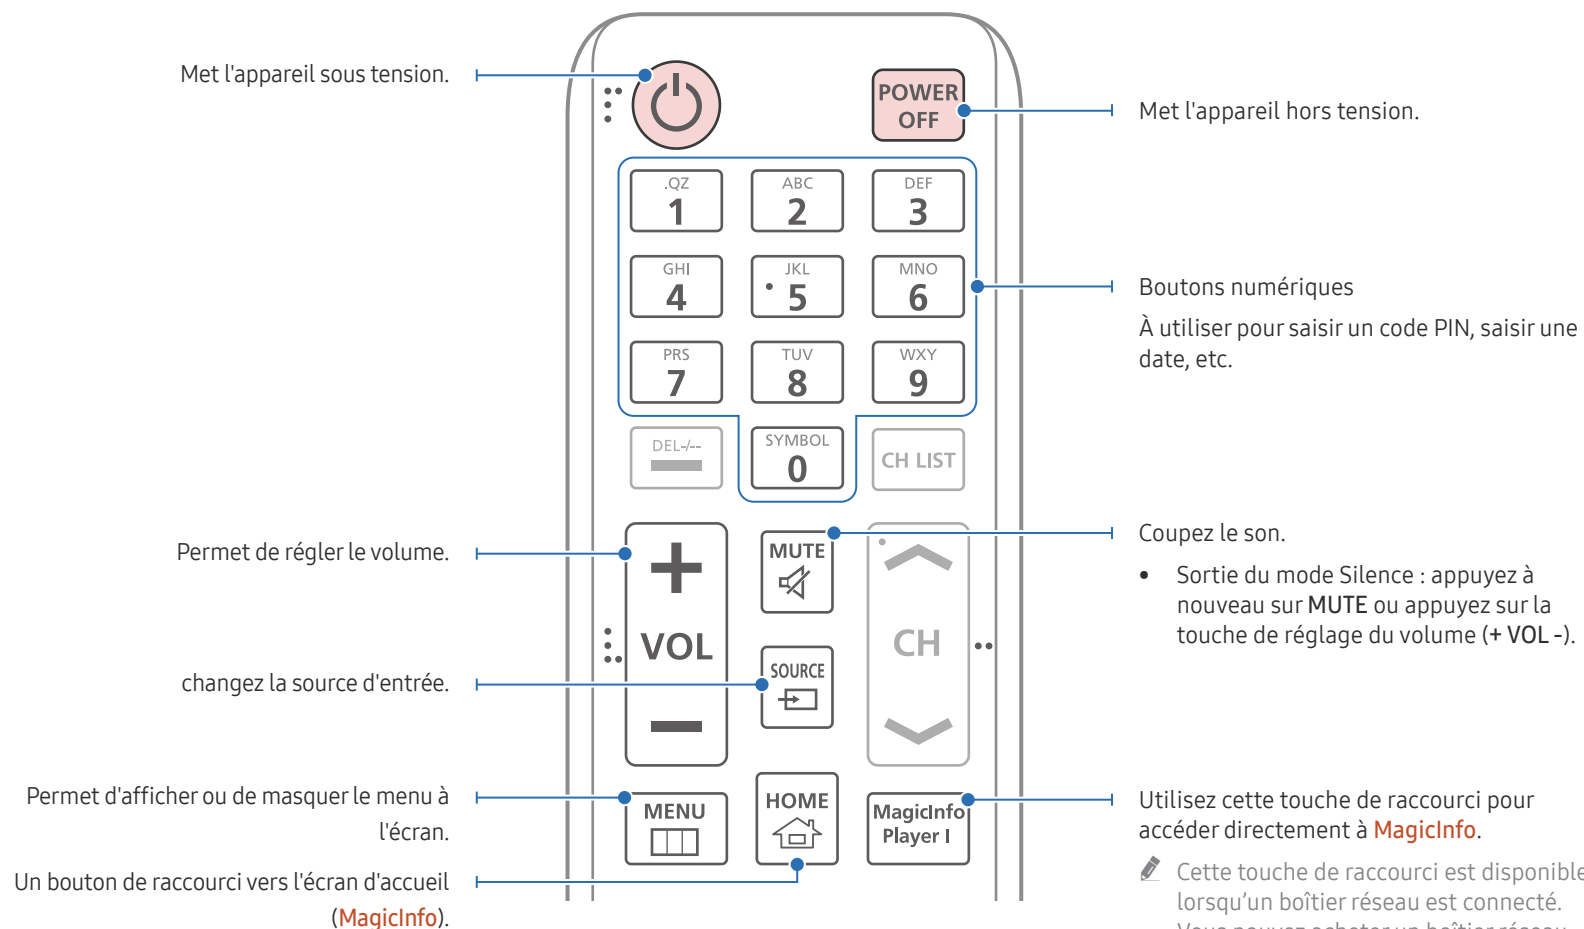 Met l'appareil sous tension.
POWER
OFF
Met l'appareil hors tension.
.QZ
1
ABC
2
DEF
3
GHI
4
JKL
5
MNO
6
Boutons numériques
À utiliser pour saisir un code PIN, saisir une
date, etc.
PRS
7
TUV
8
WXY
9
DEL-/--
SYMBOL
0
CH LIST
Permet de régler le volume.
+
VOL
MUTE
CH
Coupez le son.
• Sortie du mode Silence : appuyez à
nouveau sur MUTE ou appuyez sur la
touche de réglage du volume (+ VOL -).
changez la source d'entrée.
SOURCE
Permet d'afficher ou de masquer le menu à
l'écran.
MENU
HOME
MagicInfo
Player I
Utilisez cette touche de raccourci pour
accéder directement à MagicInfo.
Un bouton de raccourci vers l'écran d'accueil
(MagicInfo).
Cette touche de raccourci est disponible
lorsqu'un boîtier réseau est connecté.
Vous pouvez acheter un boîtier réseau